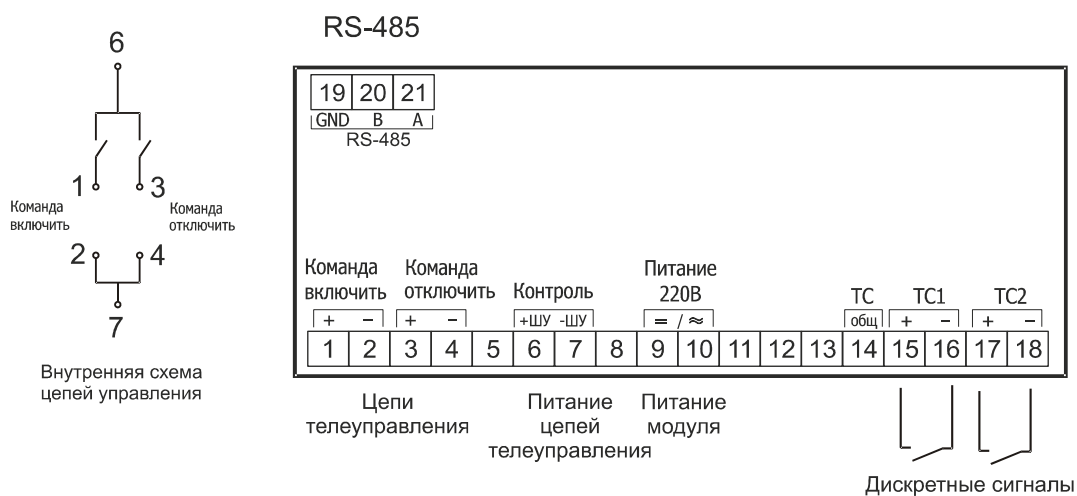 RS-485
6
1
3
Команда
включить
Команда
отключить
2
4
7
Внутренняя схема
цепей управления
19 20 21
GND B A
RS-485
Команда
включить
Команда
отключить
Контроль
Питание
220В
ТС
ТС1
ТС2
+ − + − +ШУ -ШУ = / ≈ общ + − + −
1 2 3 4 5 6 7 8 9 10 11 12 13 14 15 16 17 18
Цепи
телеуправления
Питание
цепей
телеуправления
Питание
модуля
Дискретные сигналы